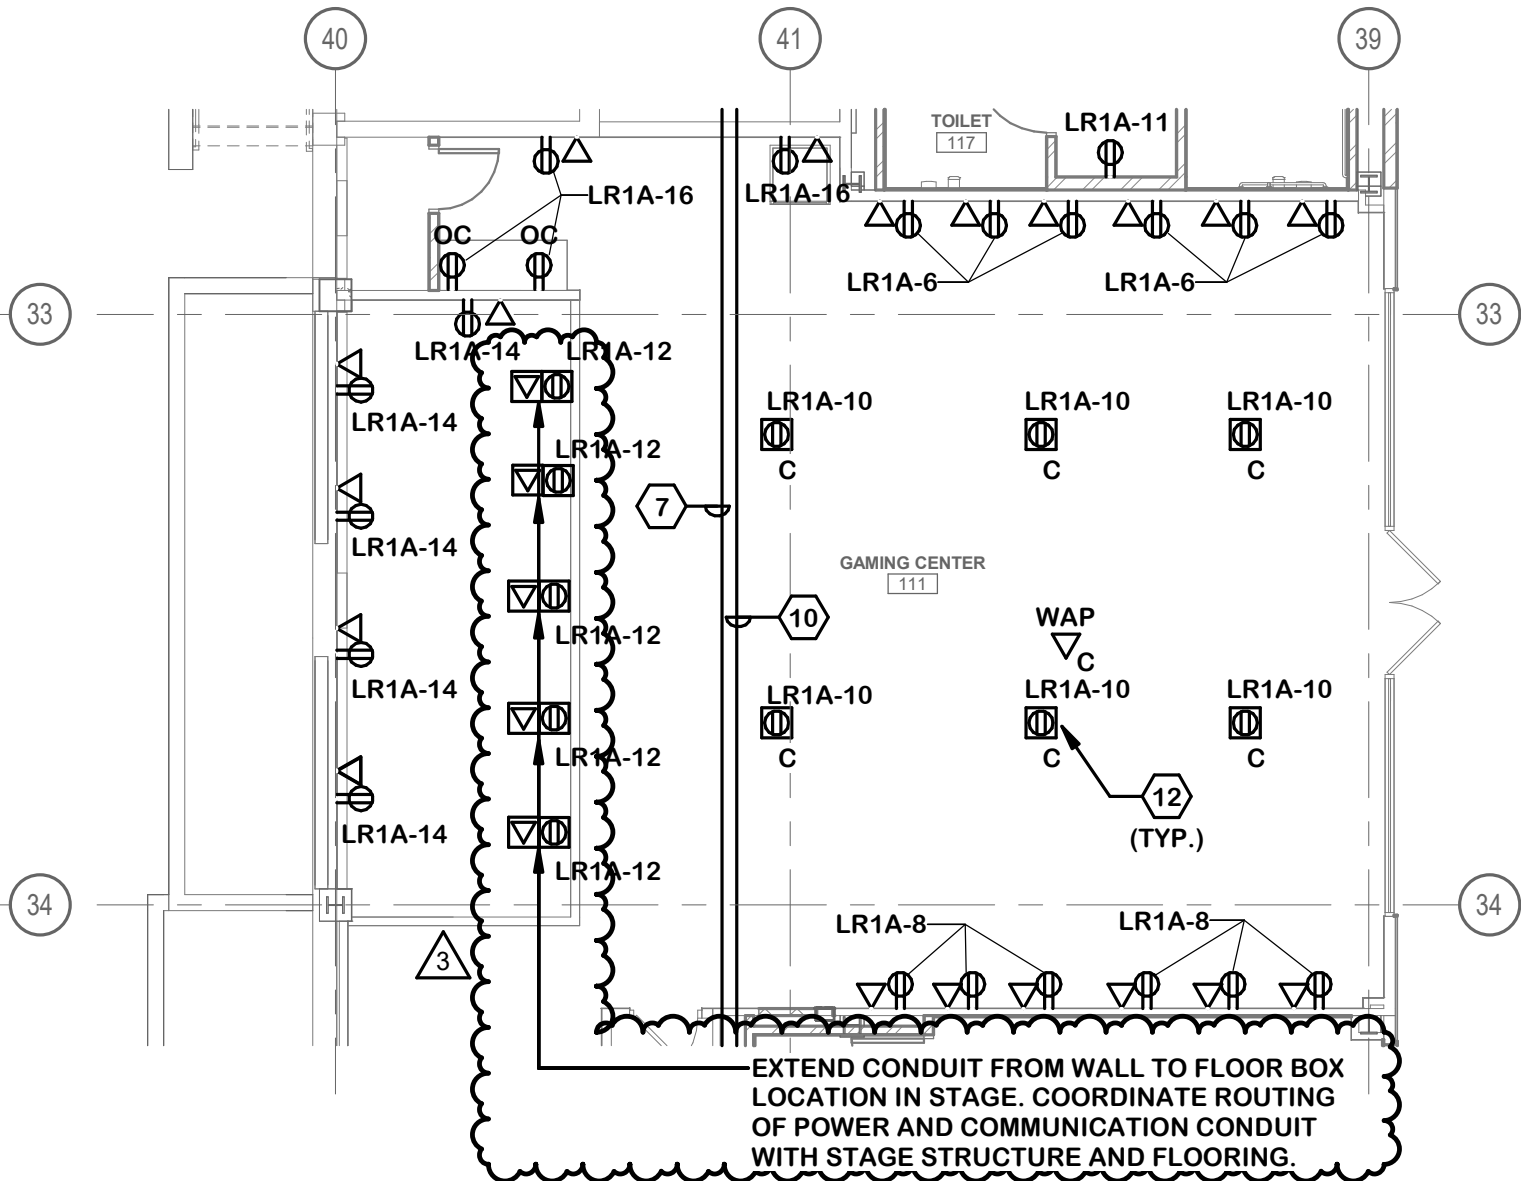 40
41
39
TOILET
117
LR1A-11
LR1A-16
LR1A-16
OC
OC
LR1A-6
LR1A-6
33
33
LR1A-14
LR1A-12
LR1A-14
LR1A-10
LR1A-10
LR1A-10
LR1A-12
C
C
C
7
LR1A-14
GAMING CENTER
111
10
WAP
C
LR1A-12
LR1A-14
LR1A-10
LR1A-10
LR1A-10
LR1A-12
C
C
12
(TYP.)
LR1A-14
LR1A-12
34
34
LR1A-8
LR1A-8
3
EXTEND CONDUIT FROM WALL TO FLOOR BOX
LOCATION IN STAGE. COORDINATE ROUTING
OF POWER AND COMMUNICATION CONDUIT
WITH STAGE STRUCTURE AND FLOORING.